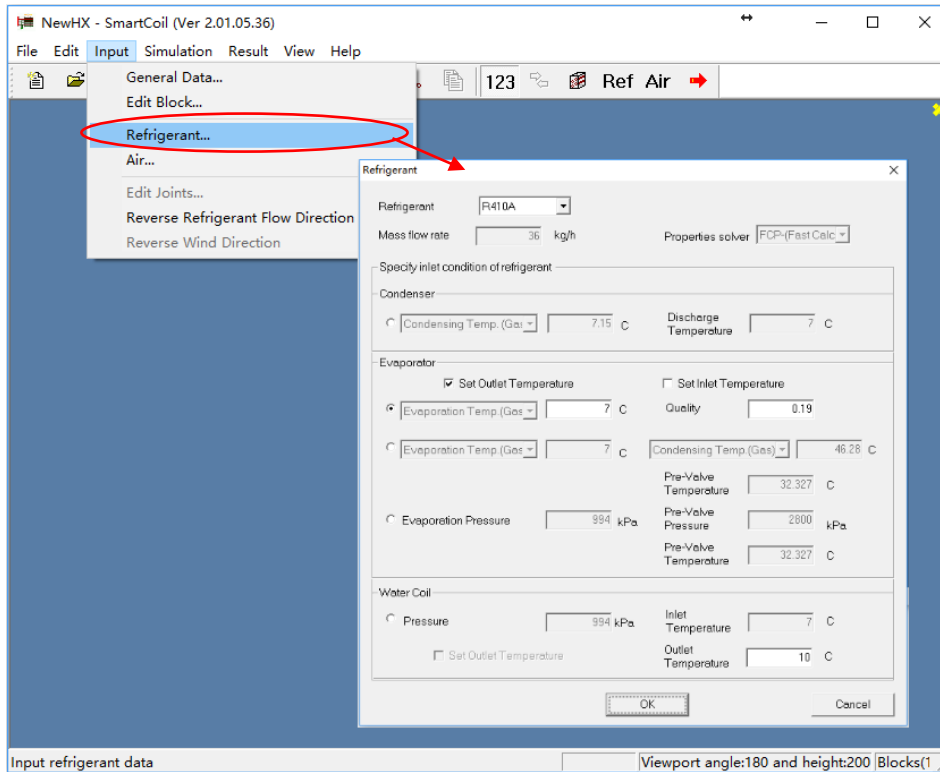 NewHX - SmartCoil (Ver 2.01.05.36)
File Edit Input Simulation Result View Help
123 Ref Air
General Data...
Edit Block...
Refrigerant...
Air...
Edit Joints...
Reverse Refrigerant Flow Direction
Reverse Wind Direction
Refrigerant
Refrigerant R410A
Mass flow rate 36 kg/h Properties solver FCP-(Fast Calc
Specify inlet condition of refrigerant
Condenser
Condensing Temp. (Gas 7.15 C Discharge Temperature 7 C
Evaporator
Set Outlet Temperature Set Inlet Temperature
Evaporation Temp.(Gas 7 C Quality 0.19
Evaporation Temp.(Gas 7 C Condensing Temp.(Gas) 46.28 C
Pre-Valve Temperature 32.327 C
Evaporation Pressure 994 kPa Pre-Valve Pressure 2800 kPa
Pre-Valve Temperature 32.327 C
Water Coil
Pressure 994 kPa Inlet Temperature 7 C
Set Outlet Temperature Outlet Temperature 10 C
OK Cancel
Input refrigerant data Viewport angle:180 and height:200 Blocks(1